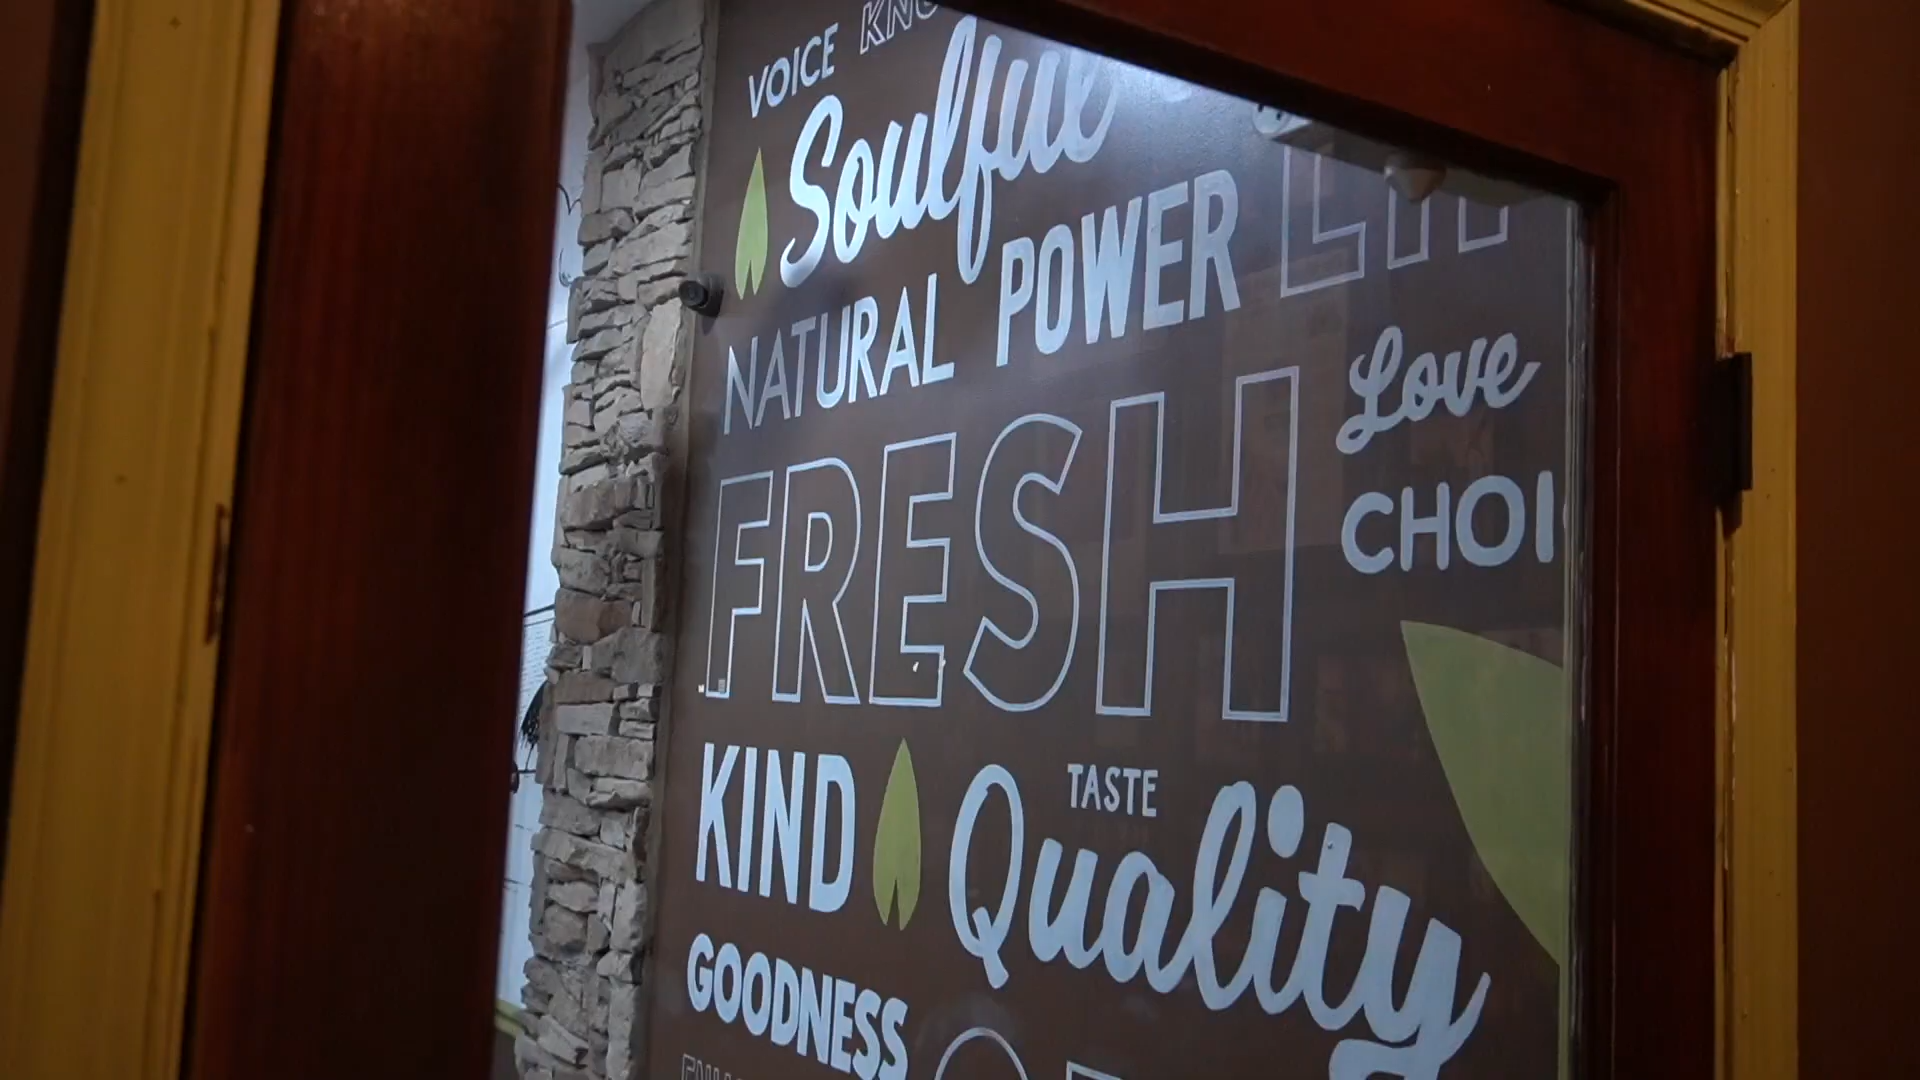 VOICE
Soulful
NATURAL POWER
Love
FRESH
CHOI
KIND
TASTE
Quality
GOODNESS